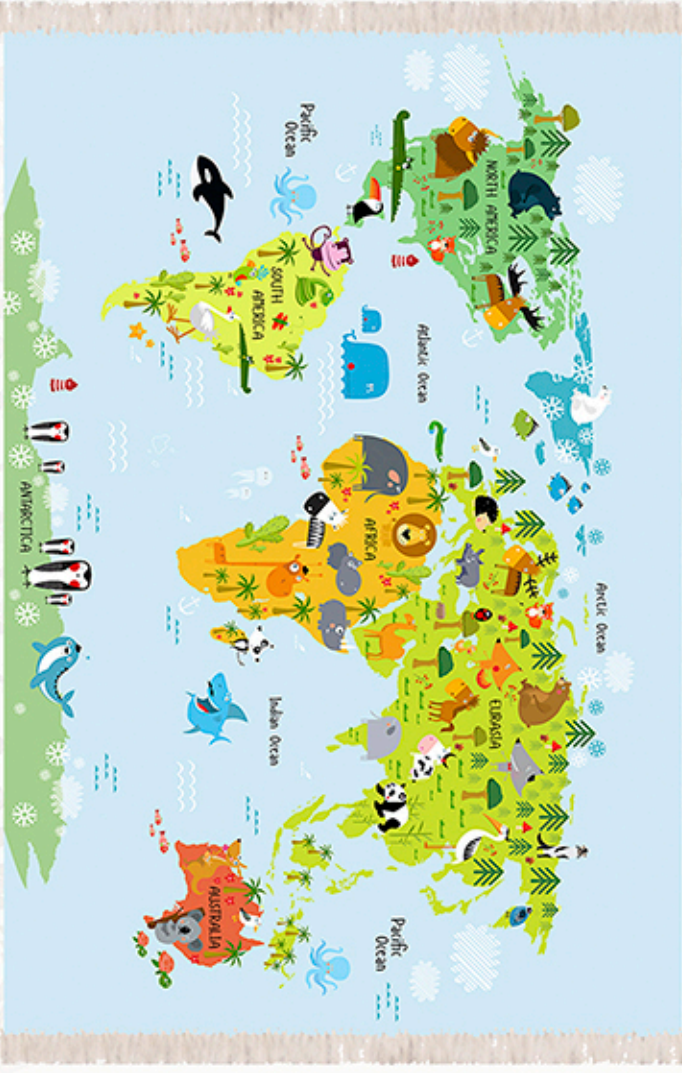 Arctic Ocean
NORTH AMERICA
EURASIA
Atlantic Ocean
Pacific
Ocean
AFRICA
Pacific
Ocean
SOUTH
AMERICA
Indian Ocean
AUSTRALIA
ANTARCTICA